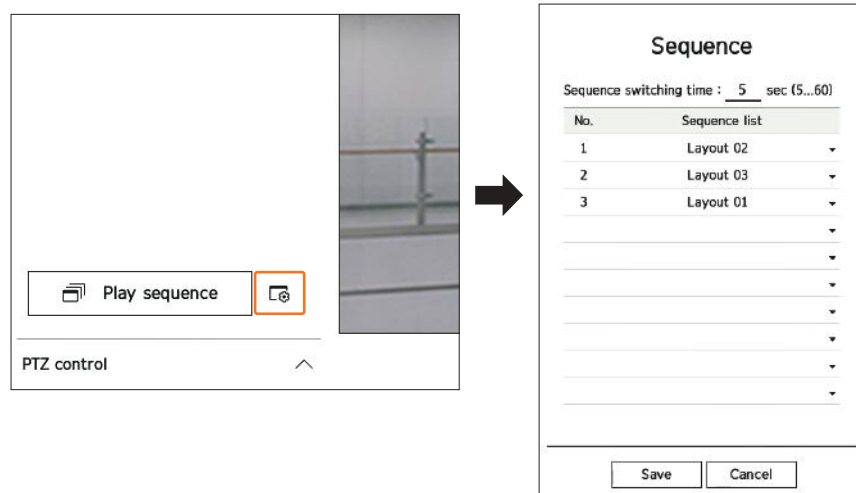 Play sequence
PTZ control
Sequence
Sequence switching time : 5 sec (5...60)
No. Sequence list
1 Layout 02
2 Layout 03
3 Layout 01
Save Cancel